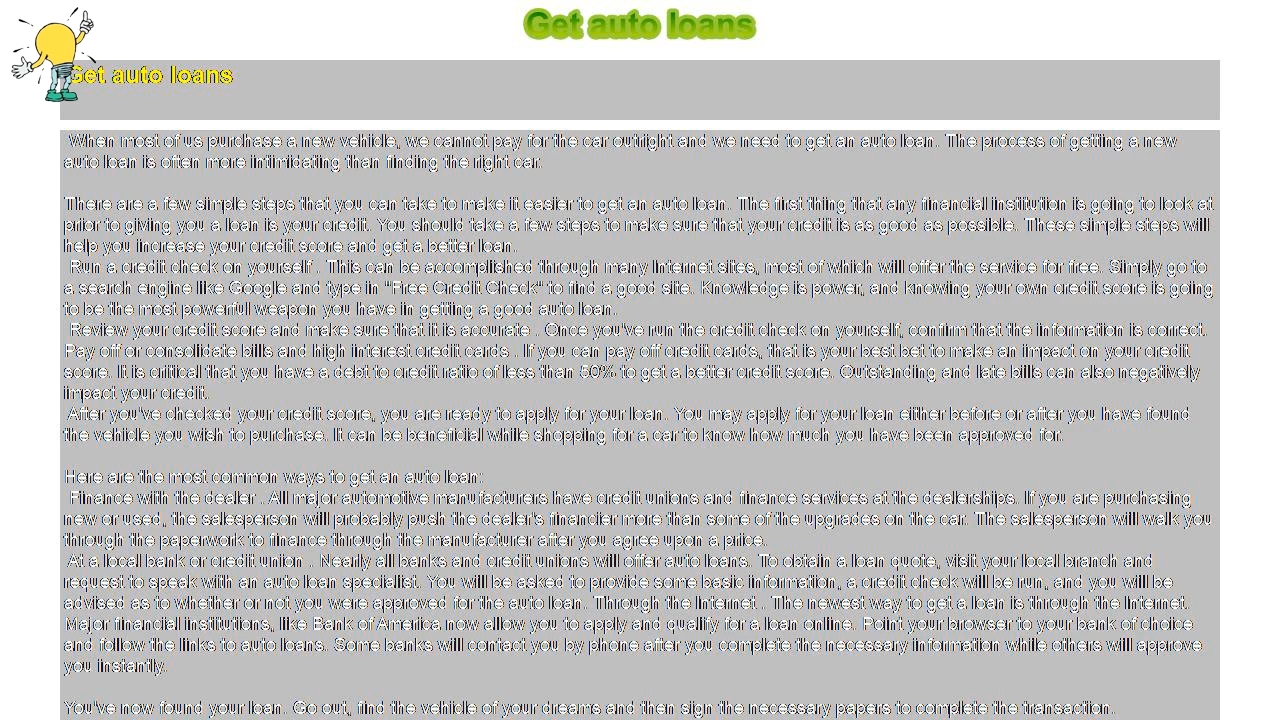 Get auto loans
Get auto loans
When most of us purchase a new vehicle, we cannot pay for the car outright and we need to get an auto loan. The process of getting a new
auto loan is often more intimidating than finding the right car.
There are a few simple steps that you can take to make it easier to get an auto loan. The first thing that any financial institution is going to look at
prior to giving you a loan is your credit. You should take a few steps to make sure that your credit is as good as possible. These simple steps will
help you increase your credit score and get a better loan.
Run a credit check on yourself . This can be accomplished through many Internet sites, most of which will offer the service for free. Simply go to
a search engine like Google and type in "Free Credit Check" to find a good site. Knowledge is power, and knowing your own credit score is going
to be the most powerful weapon you have in getting a good auto loan.
Review your credit score and make sure that it is accurate . Once you've run the credit check on yourself, confirm that the information is correct.
Pay off or consolidate bills and high interest credit cards . If you can pay off credit cards, that is your best bet to make an impact on your credit
score. It is critical that you have a debt to credit ratio of less than 50% to get a better credit score. Outstanding and late bills can also negatively
impact your credit.
After you've checked your credit score, you are ready to apply for your loan. You may apply for your loan either before or after you have found
the vehicle you wish to purchase. It can be beneficial while shopping for a car to know how much you have been approved for.
Here are the most common ways to get an auto loan:
Finance with the dealer . All major automotive manufacturers have credit unions and finance services at the dealerships. If you are purchasing
new or used, the salesperson will probably push the dealer's financier more than some of the upgrades on the car. The salesperson will walk you
through the paperwork to finance through the manufacturer after you agree upon a price.
At a local bank or credit union . Nearly all banks and credit unions will offer auto loans. To obtain a loan quote, visit your local branch and
request to speak with an auto loan specialist. You will be asked to provide some basic information, a credit check will be run, and you will be
advised as to whether or not you were approved for the auto loan. Through the Internet . The newest way to get a loan is through the Internet.
Major financial institutions, like Bank of America now allow you to apply and qualify for a loan online. Point your browser to your bank of choice
and follow the links to auto loans. Some banks will contact you by phone after you complete the necessary information while others will approve
you instantly.
You've now found your loan. Go out, find the vehicle of your dreams and then sign the necessary papers to complete the transaction.